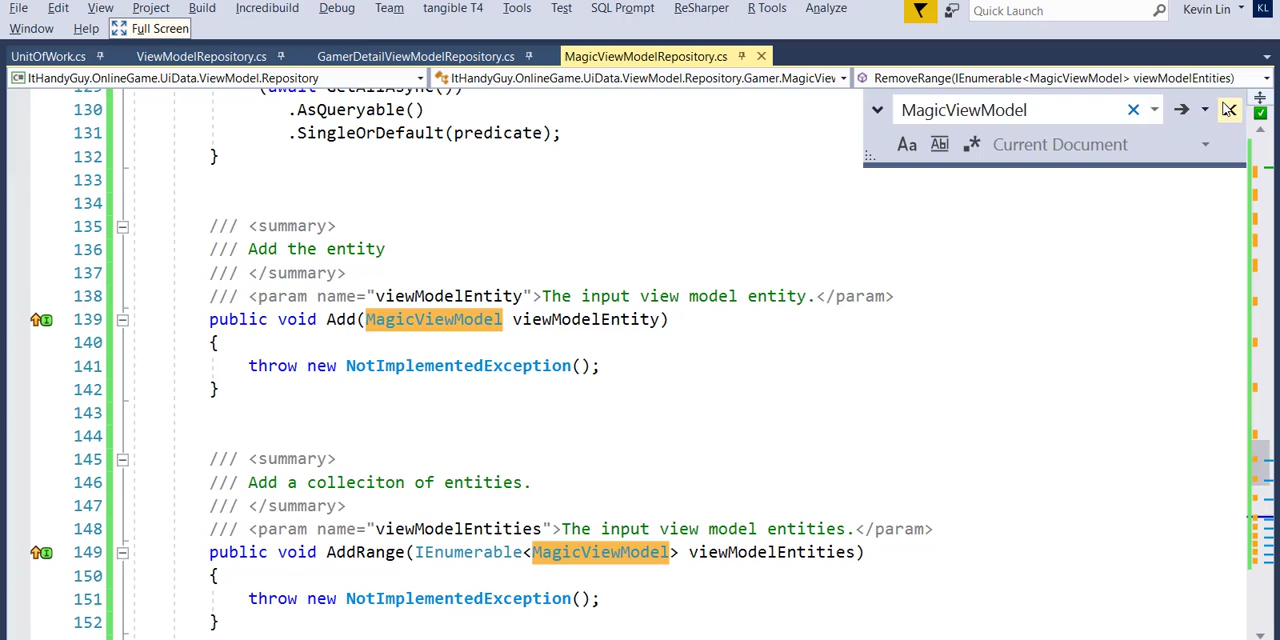 File Edit View Project Build Incredibuild Debug Team tangible T4 Tools Test SQL Prompt ReSharper R Tools Analyze Quick Launch Kevin Lin KL
Window Help Full Screen
UnitOfWork.cs ViewModelRepository.cs GamerDetailViewModelRepository.cs MagicViewModelRepository.cs
ItHandyGuy.OnlineGame.UiData.ViewModel.Repository ItHandyGuy.OnlineGame.UiData.ViewModel.Repository.Gamer.MagicViev RemoveRange(IEnumerable<MagicViewModel> viewModelEntities)
129 (await GetAllAsync())
MagicViewModel
130 .AsQueryable()
131 .SingleOrDefault(predicate);
Aa Abl .* Current Document
132 }
133
134
135 /// <summary>
136 /// Add the entity
137 /// </summary>
138 /// <param name="viewModelEntity">The input view model entity.</param>
139 public void Add(MagicViewModel viewModelEntity)
140 {
141 throw new NotImplementedException();
142 }
143
144
145 /// <summary>
146 /// Add a colleciton of entities.
147 /// </summary>
148 /// <param name="viewModelEntities">The input view model entities.</param>
149 public void AddRange(IEnumerable<MagicViewModel> viewModelEntities)
150 {
151 throw new NotImplementedException();
152 }